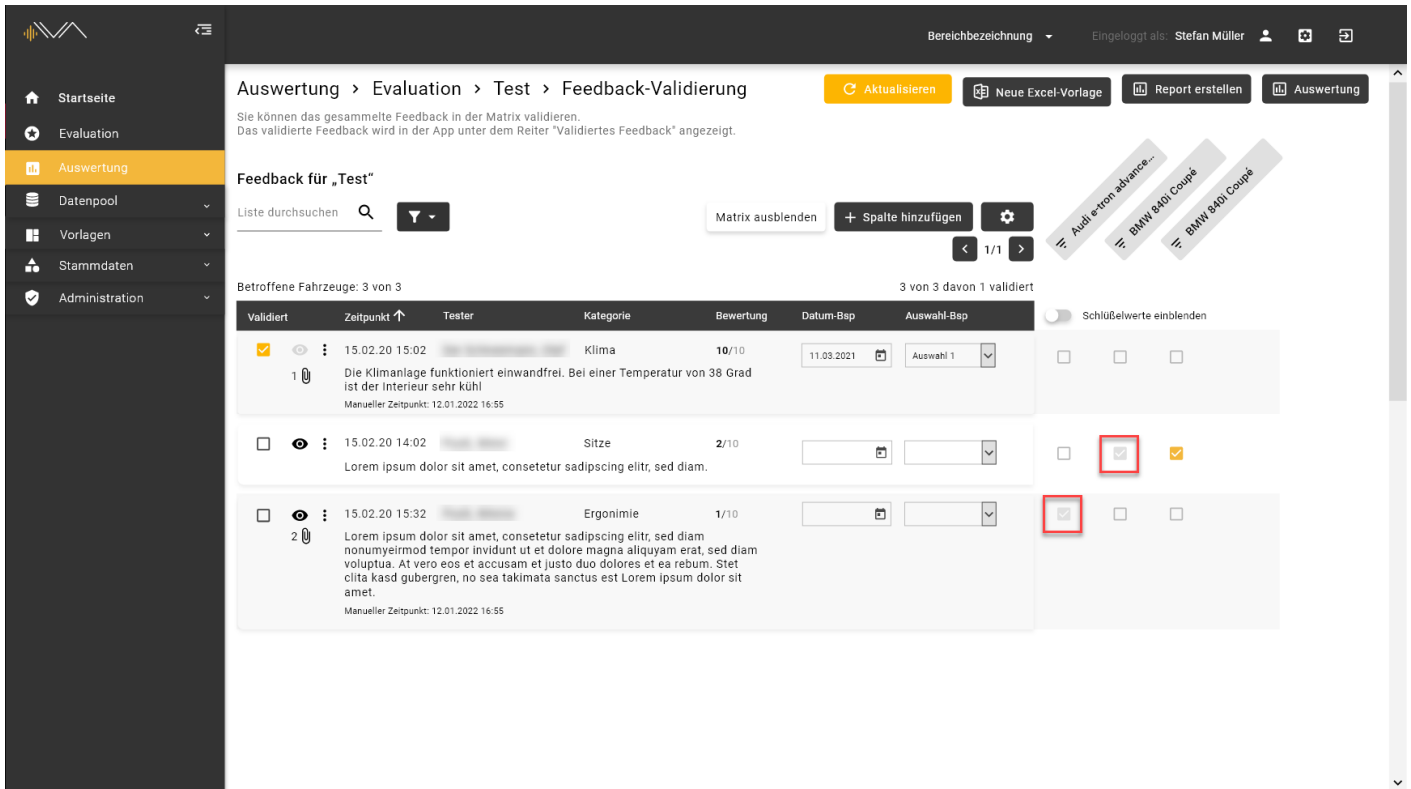 Bereichbezeichnung
Eingeloggt als: Stefan Müller
Startseite
Evaluation
Auswertung
Datenpool
Vorlagen
Stammdaten
Administration
Auswertung > Evaluation > Test > Feedback-Validierung
Aktualisieren
Neue Excel-Vorlage
Report erstellen
Auswertung
Sie können das gesammelte Feedback in der Matrix validieren.
Das validierte Feedback wird in der App unter dem Reiter "Validiertes Feedback" angezeigt.
Feedback für „Test“
Liste durchsuchen
Matrix ausblenden
+ Spalte hinzufügen
1/1
Audi e-tron advance...
BMW 840i Coupé
BMW 840i Coupé
Betroffene Fahrzeuge: 3 von 3
3 von 3 davon 1 validiert
Validiert Zeitpunkt Tester Kategorie Bewertung Datum-Bsp Auswahl-Bsp
Schlüßelwerte einblenden
15.02.20 15:02 Klima 10/10 11.03.2021 Auswahl 1
1
Die Klimanlage funktioniert einwandfrei. Bei einer Temperatur von 38 Grad
ist der Interieur sehr kühl
Manueller Zeitpunkt: 12.01.2022 16:55
15.02.20 14:02 Sitze 2/10
Lorem ipsum dolor sit amet, consetetur sadipscing elitr, sed diam.
15.02.20 15:32 Ergonimie 1/10
2
Lorem ipsum dolor sit amet, consetetur sadipscing elitr, sed diam
nonumyeirmod tempor invidunt ut et dolore magna aliquyam erat, sed diam
voluptua. At vero eos et accusam et justo duo dolores et ea rebum. Stet
clita kasd gubergren, no sea takimata sanctus est Lorem ipsum dolor sit
amet.
Manueller Zeitpunkt: 12.01.2022 16:55